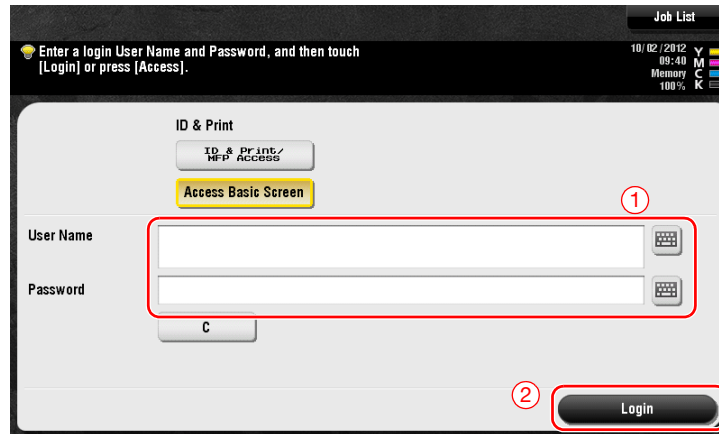 Job List
Enter a login User Name and Password, and then touch
[Login] or press [Access].
10/02/2012
09:40
Memory
100%
Y
M
C
K
ID & Print
ID & Print/
MFP Access
Access Basic Screen
1
User Name
Password
C
2
Login